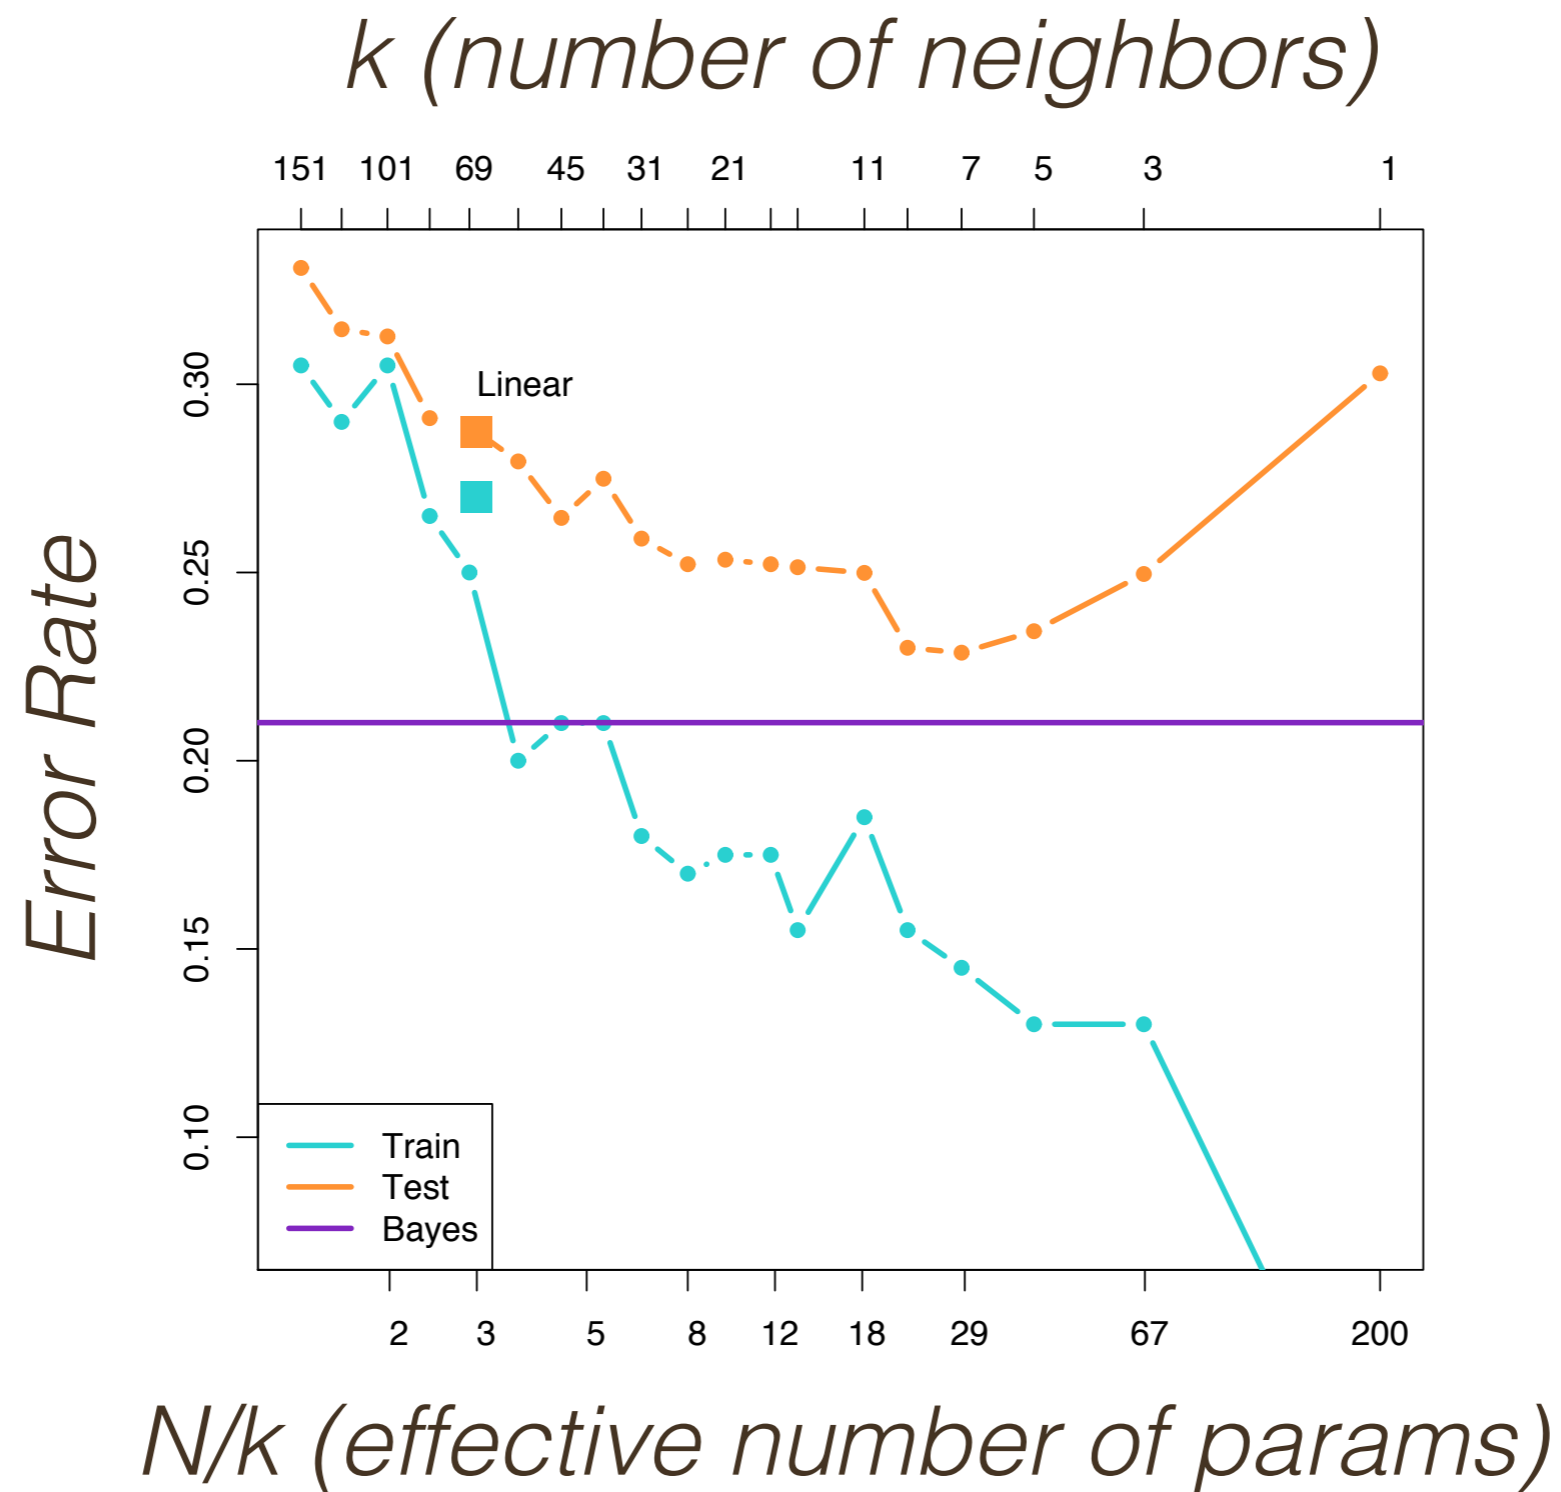 k (number of neighbors)
151 101 69 45 31 21 11 7 5 3 1
Linear
0.30
0.25
0.20
0.15
0.10
Error Rate
Train
Test
Bayes
2 3 5 8 12 18 29 67 200
N/k (effective number of params)